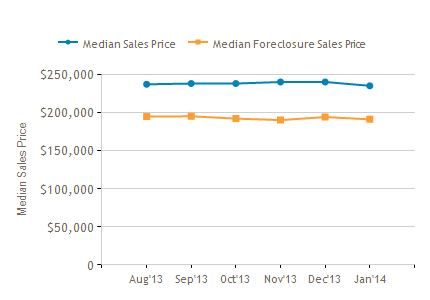 Median Sales Price Median Foreclosure Sales Price
$250,000
$200,000
$150,000
$100,000
$50,000
0
Median Sales Price
Aug'13 Sep'13 Oct'13 Nov'13 Dec'13 Jan'14